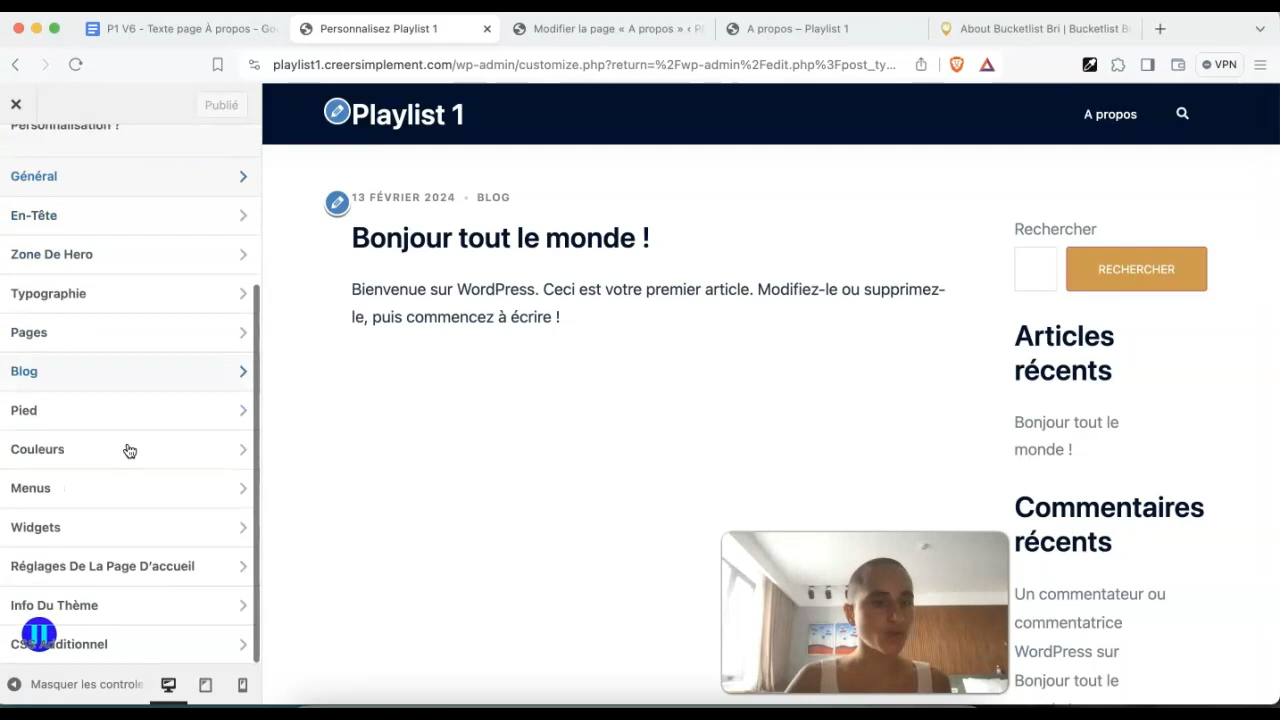 P1 V6 - Texte page À propos - Go
Personnalisez Playlist 1
Modifier la page « A propos » ‹ P
A propos – Playlist 1
About Bucketlist Bri | Bucketlist B
playlist1.creersimplement.com/wp-admin/customize.php?return=%2Fwp-admin%2Fedit.php%3Fpost_ty...
VPN
Publié
Personnalisation ?
Général
En-Tête
Zone De Hero
Typographie
Pages
Blog
Pied
Couleurs
Menus
Widgets
Réglages De La Page D'accueil
Info Du Thème
CSS Additionnel
Masquer les contrôle
Playlist 1
A propos
13 FÉVRIER 2024 • BLOG
Bonjour tout le monde !
Bienvenue sur WordPress. Ceci est votre premier article. Modifiez-le ou supprimez-
le, puis commencez à écrire !
Rechercher
RECHERCHER
Articles
récents
Bonjour tout le
monde !
Commentaires
récents
Un commentateur ou
commentatrice
WordPress sur
Bonjour tout le